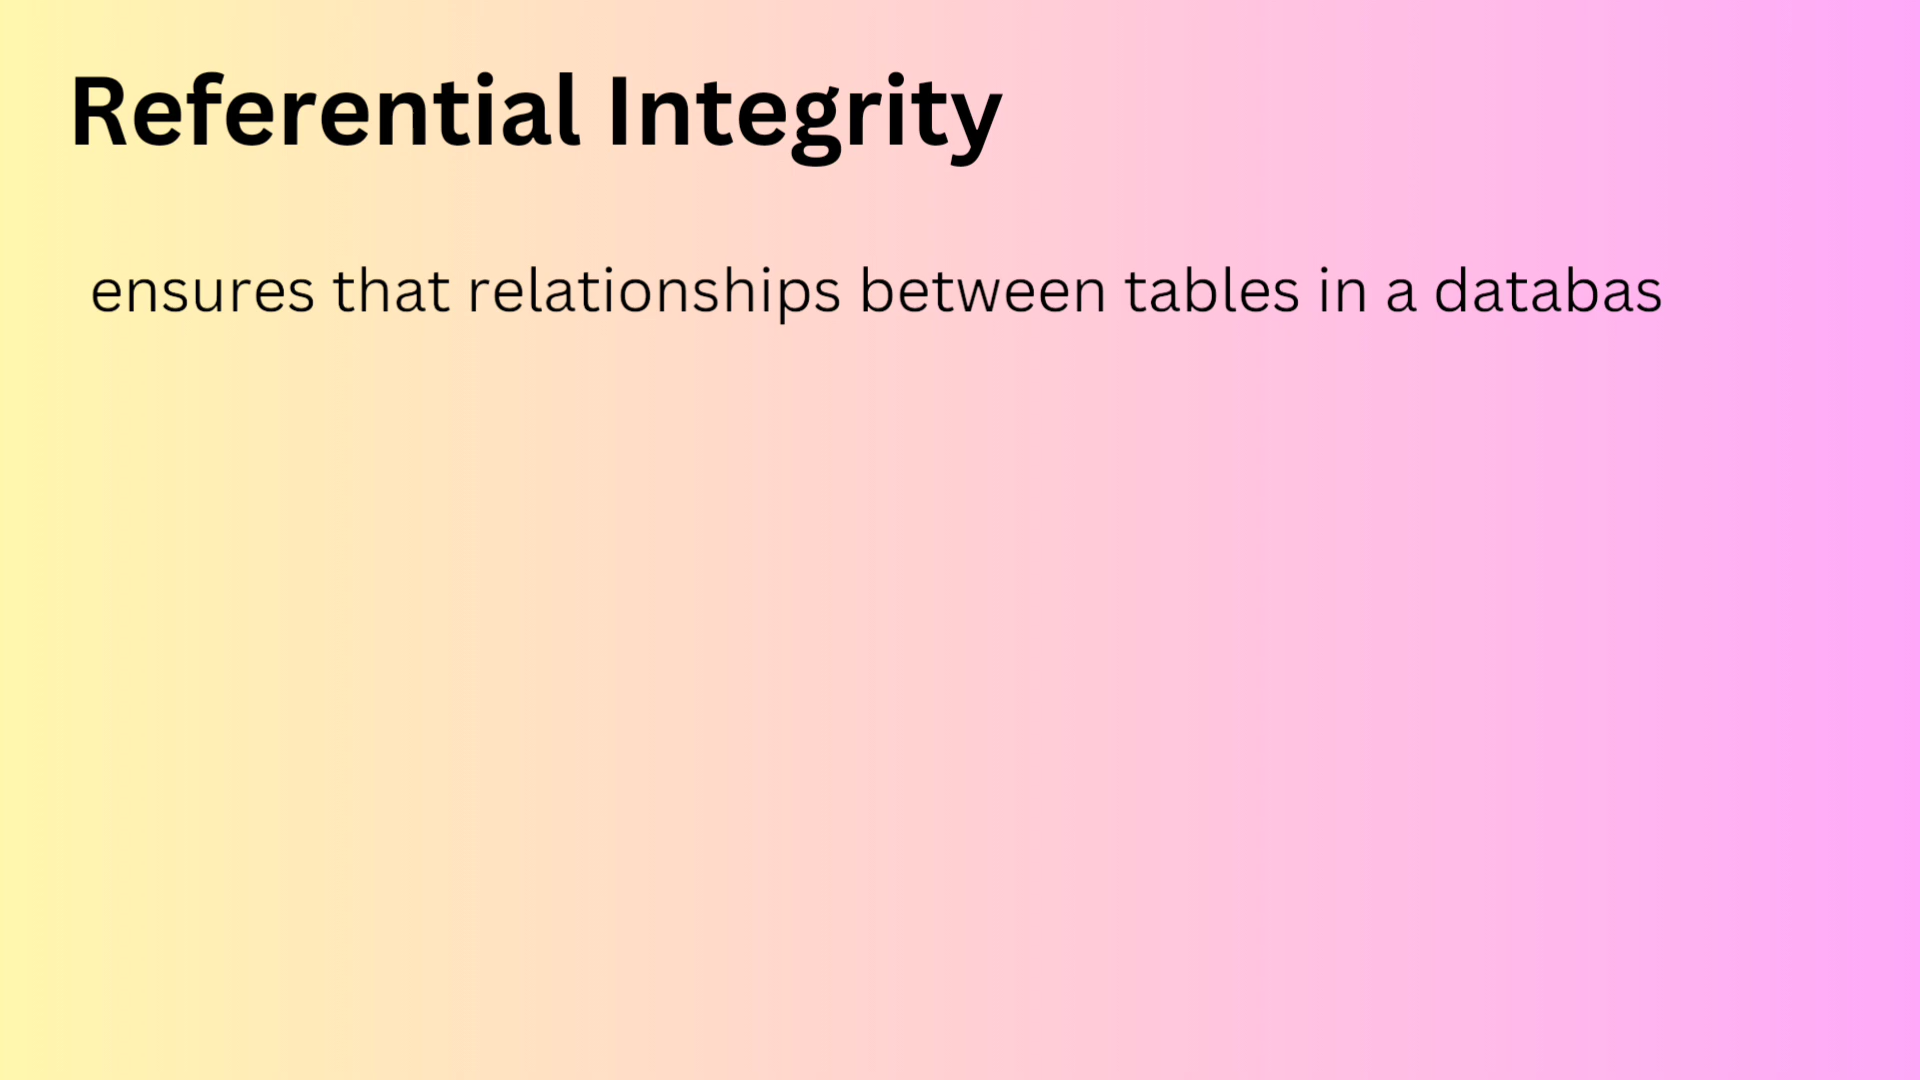 Referential Integrity
ensures that relationships between tables in a databas